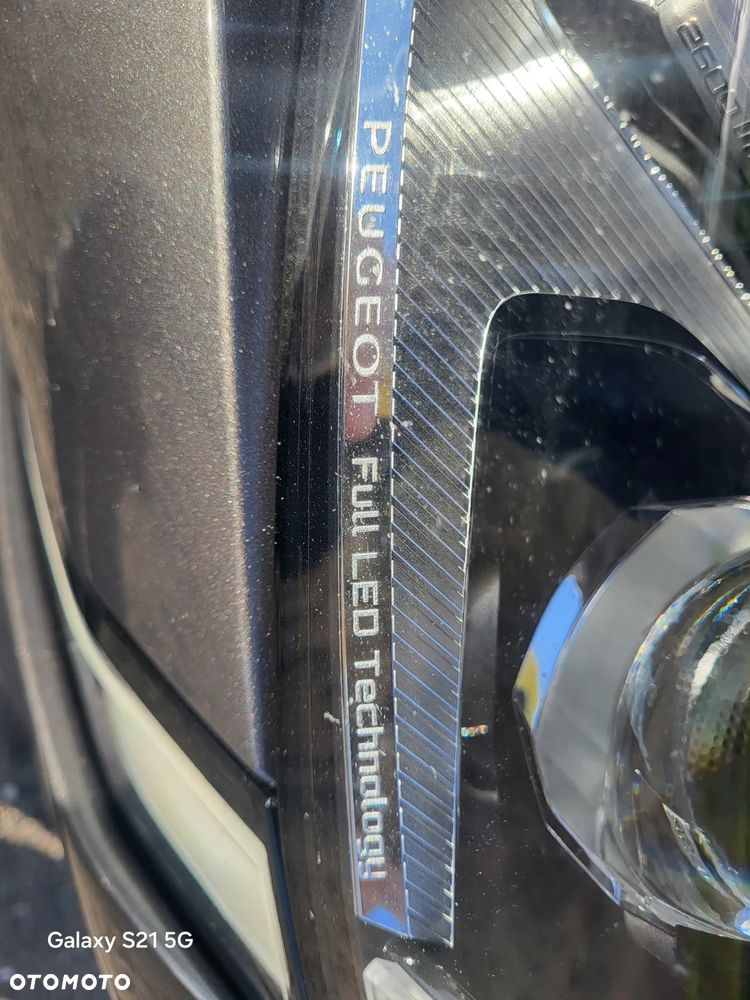 PEUGEOT Full LED Technology
Galaxy S21 5G
OTOMOTO